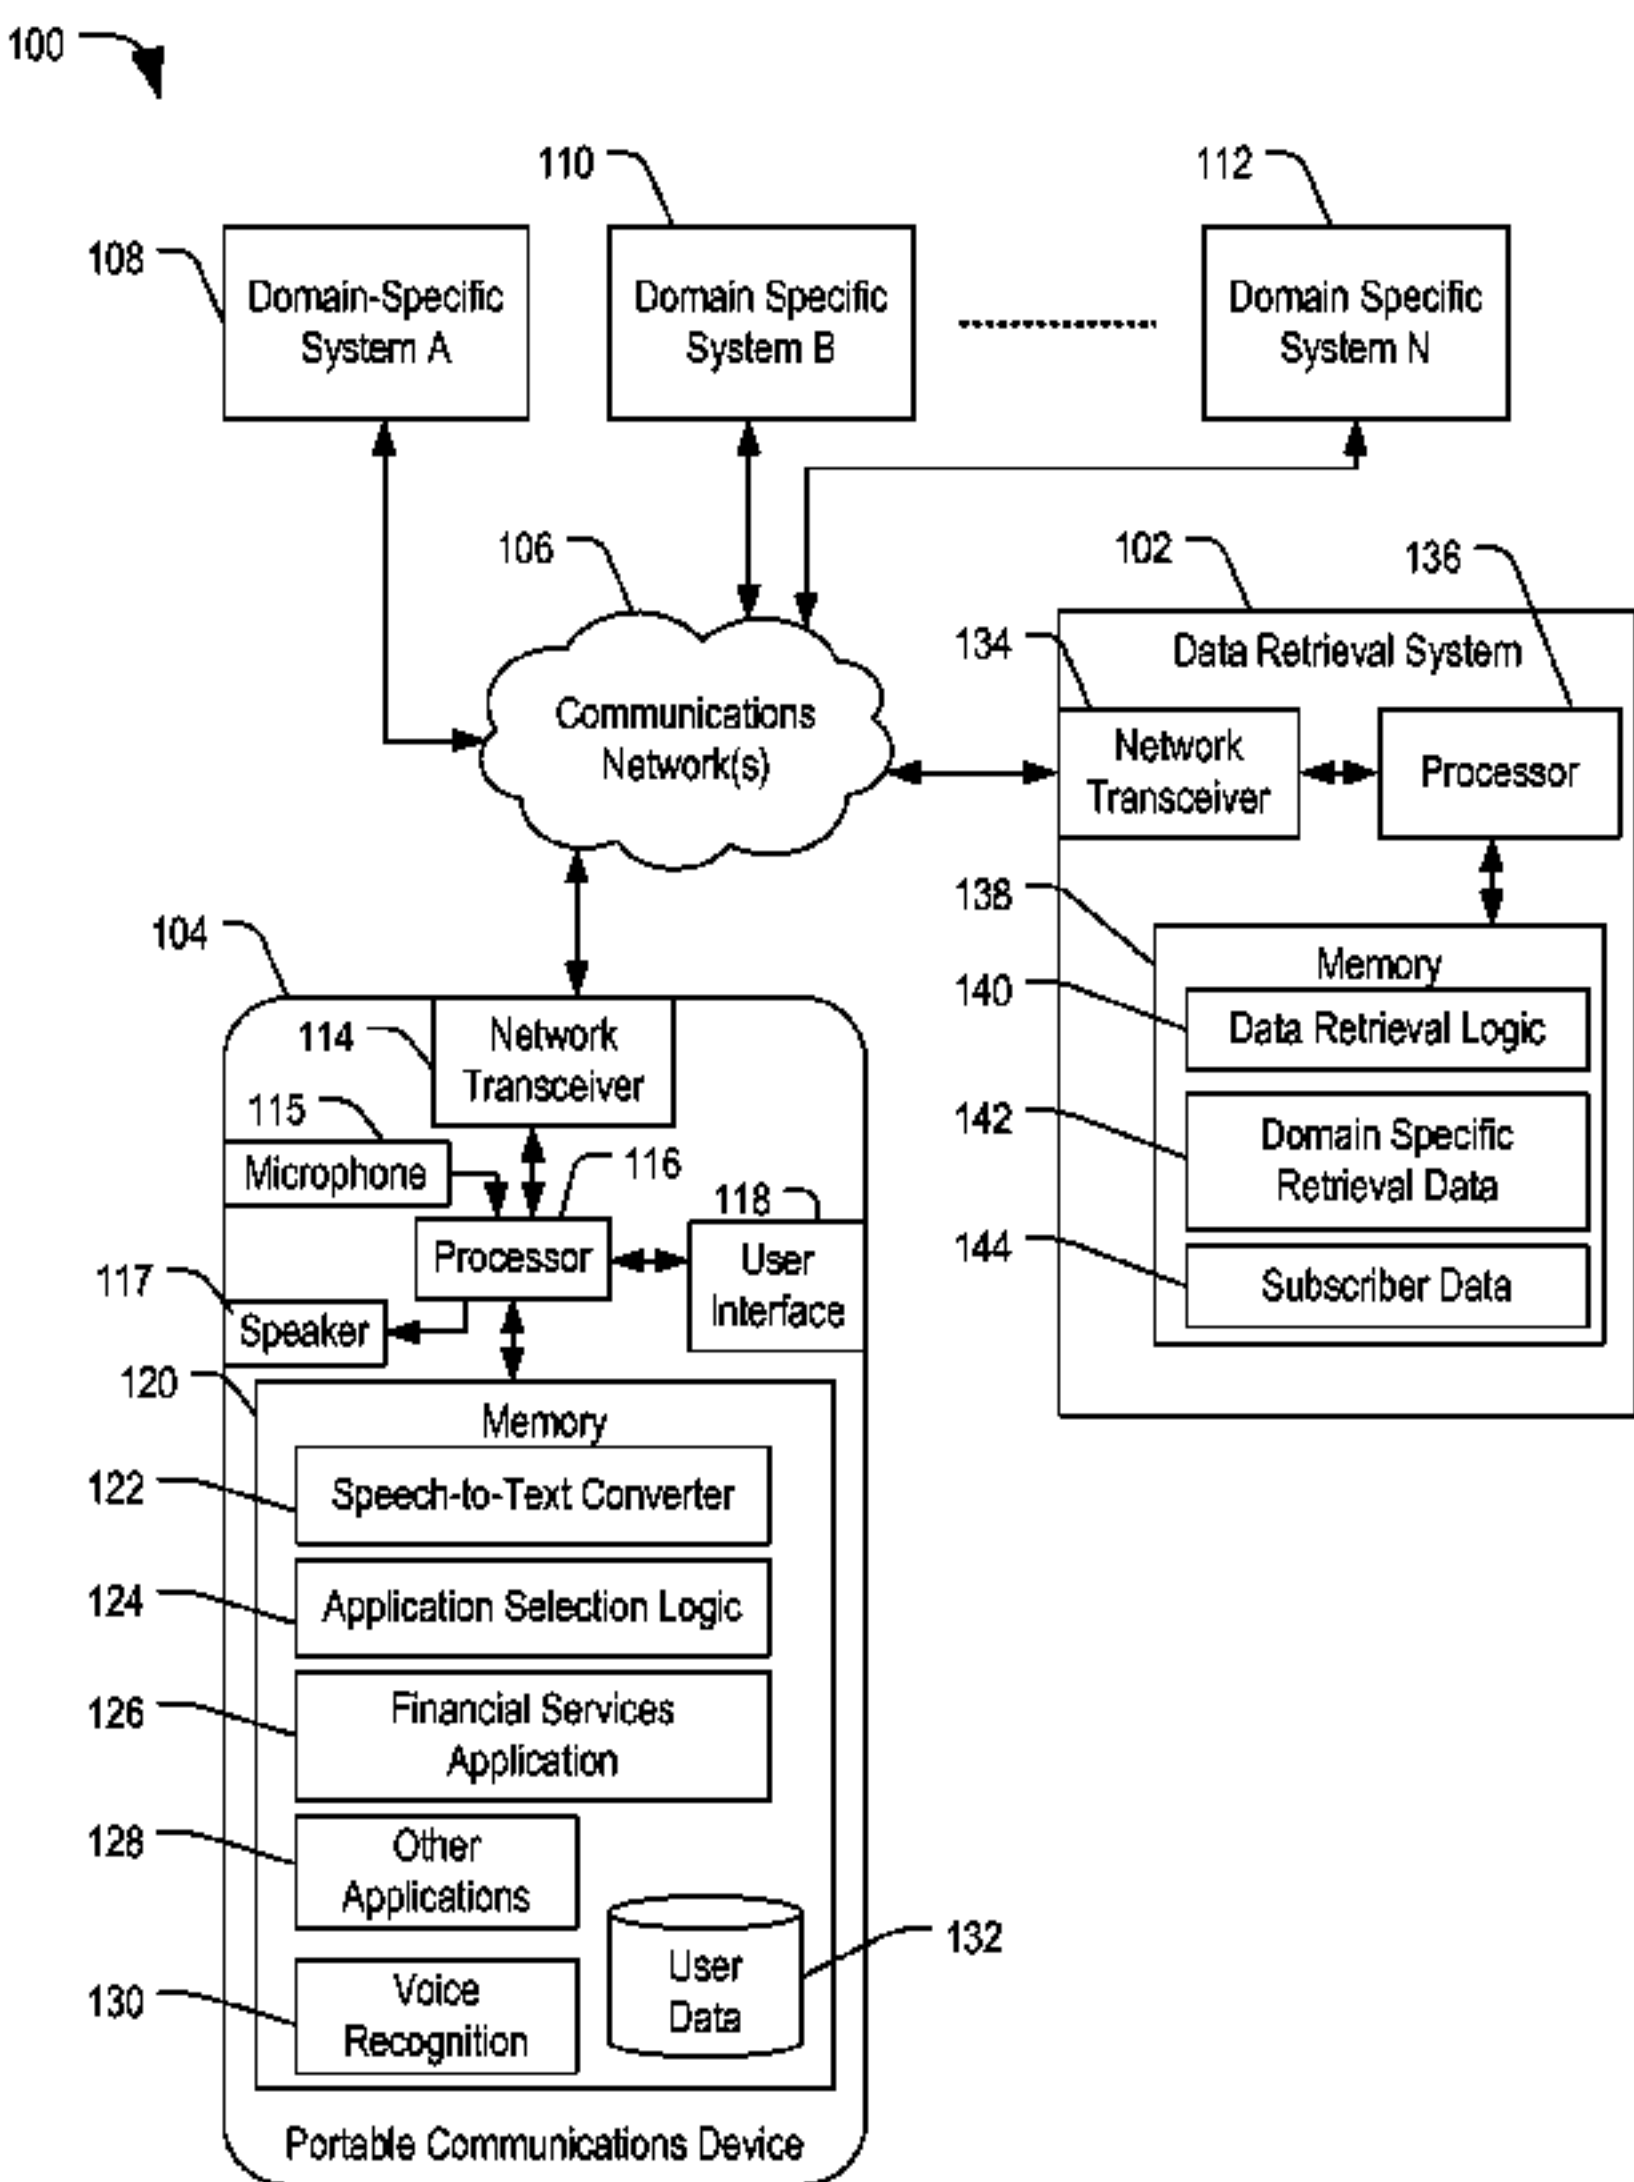 100
110
112
108
Domain-Specific
System A
Domain Specific
System B
Domain Specific
System N
106
102
136
134
Data Retrieval System
Communications
Network(s)
Network
Transceiver
Processor
138
104
Memory
140
Data Retrieval Logic
114
Network
Transceiver
115
142
Domain Specific
Retrieval Data
Microphone
116
118
144
Processor
User
Interface
Subscriber Data
117
Speaker
120
Memory
122
Speech-to-Text Converter
124
Application Selection Logic
126
Financial Services
Application
128
Other
Applications
132
User
Data
130
Voice
Recognition
Portable Communications Device